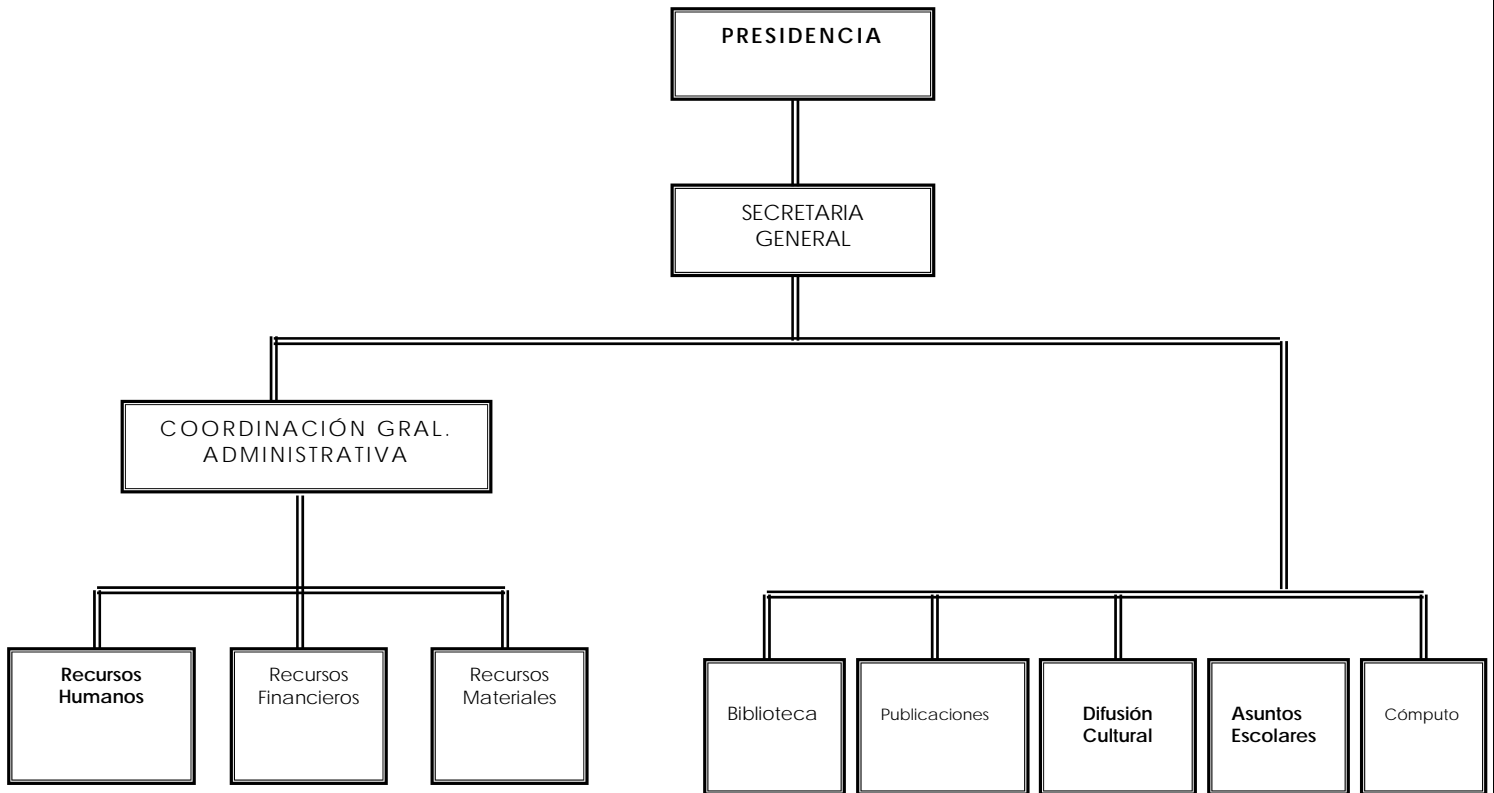 PRESIDENCIA
SECRETARIA
GENERAL
COORDINACIÓN GRAL.
ADMINISTRATIVA
Recursos
Humanos
Recursos
Financieros
Recursos
Materiales
Biblioteca
Publicaciones
Difusión
Cultural
Asuntos
Escolares
Cómputo